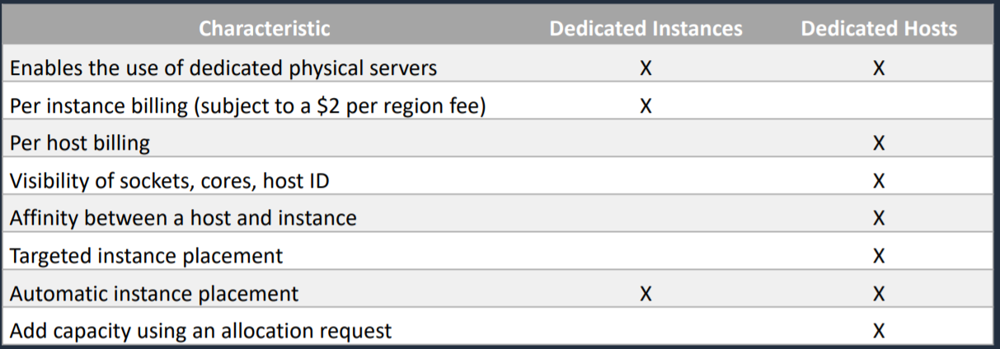 Characteristic Dedicated Instances Dedicated Hosts
Enables the use of dedicated physical servers X X
Per instance billing (subject to a $2 per region fee) X
Per host billing X
Visibility of sockets, cores, host ID X
Affinity between a host and instance X
Targeted instance placement X
Automatic instance placement X X
Add capacity using an allocation request X